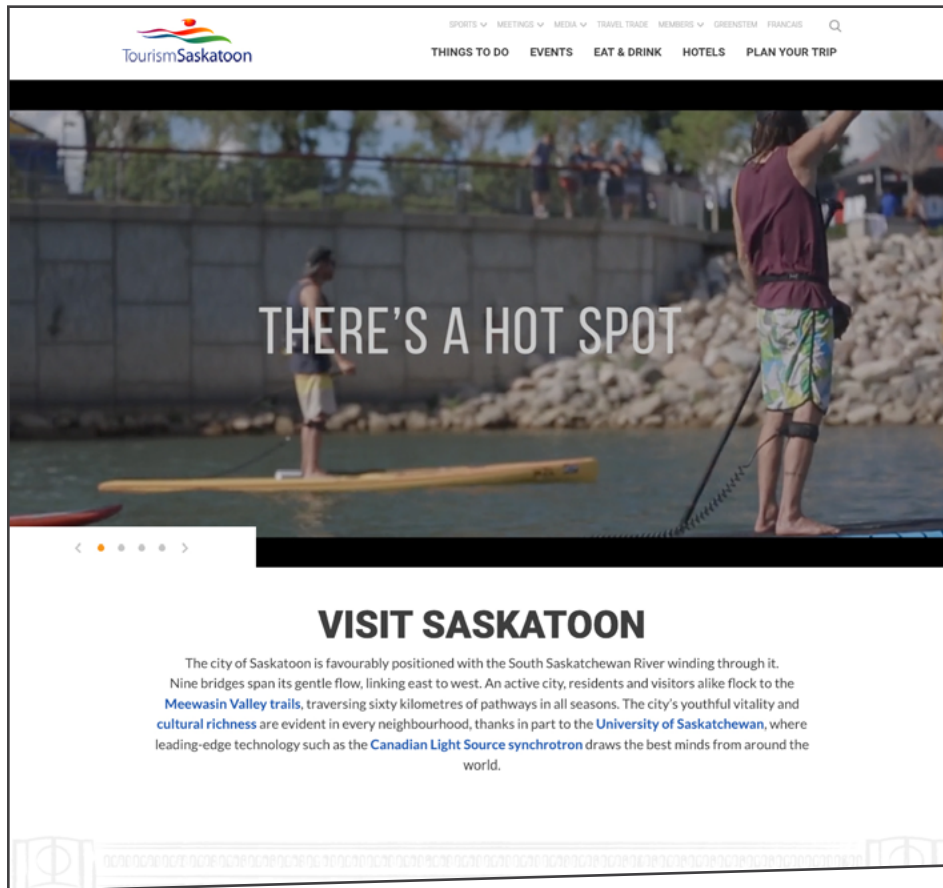 SPORTS MEETINGS MEDIA TRAVEL TRADE MEMBERS GREENSTEM FRANCAIS
TourismSaskatoon
THINGS TO DO EVENTS EAT & DRINK HOTELS PLAN YOUR TRIP
THERE'S A HOT SPOT
VISIT SASKATOON
The city of Saskatoon is favourably positioned with the South Saskatchewan River winding through it.
Nine bridges span its gentle flow, linking east to west. An active city, residents and visitors alike flock to the
Meewasin Valley trails, traversing sixty kilometres of pathways in all seasons. The city's youthful vitality and
cultural richness are evident in every neighbourhood, thanks in part to the University of Saskatchewan, where
leading-edge technology such as the Canadian Light Source synchrotron draws the best minds from around the
world.